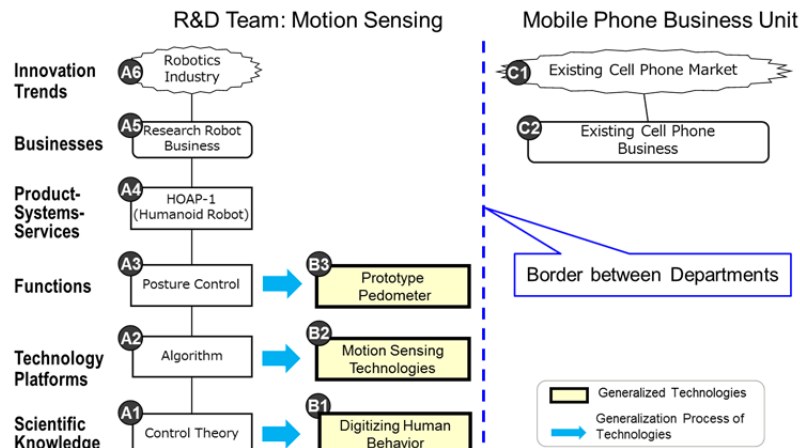 R&D Team: Motion Sensing
Mobile Phone Business Unit
Innovation
Trends
A6
Robotics
Industry
C1
Existing Cell Phone Market
Businesses
A5
Research Robot
Business
C2
Existing Cell Phone
Business
Product-
Systems-
Services
A4
HOAP-1
(Humanoid Robot)
Functions
A3
Posture Control
B3
Prototype
Pedometer
Border between Departments
Technology
Platforms
A2
Algorithm
B2
Motion Sensing
Technologies
Scientific
Knowledge
A1
Control Theory
B1
Digitizing Human
Behavior
Generalized Technologies
Generalization Process of
Technologies